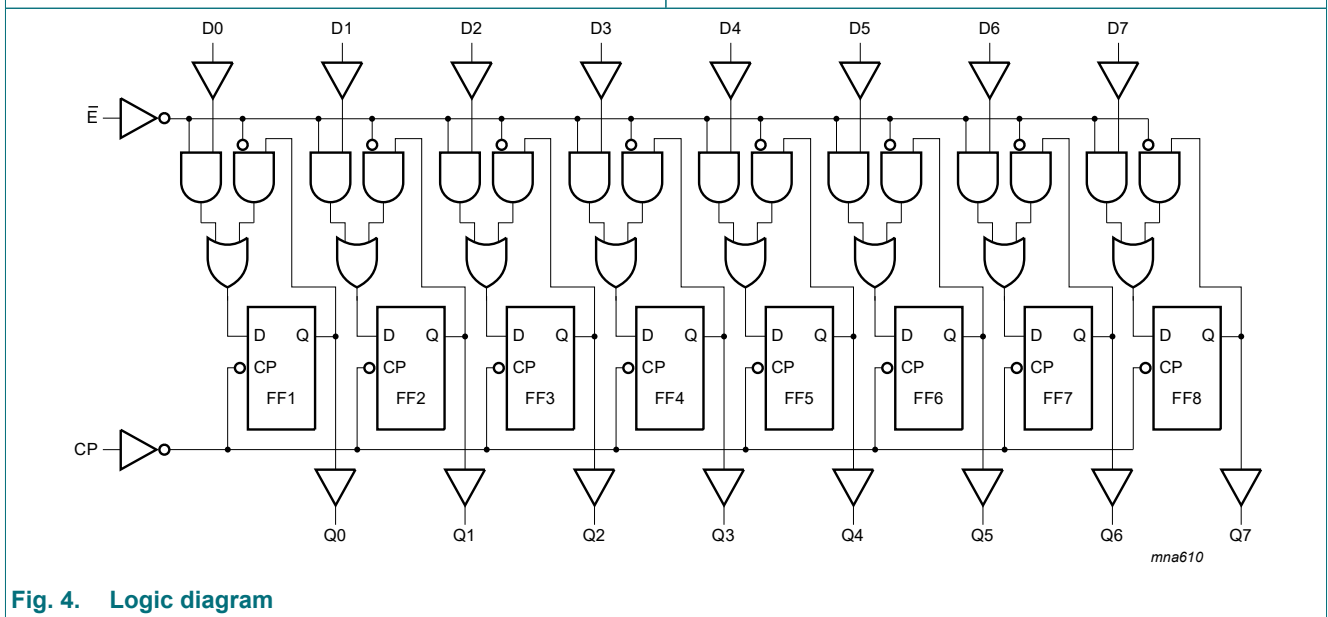 D0 D1 D2 D3 D4 D5 D6 D7
Ē
D Q D Q D Q D Q D Q D Q D Q D Q
CP CP CP CP CP CP CP CP
FF1 FF2 FF3 FF4 FF5 FF6 FF7 FF8
CP
Q0 Q1 Q2 Q3 Q4 Q5 Q6 Q7
mna610
Fig. 4. Logic diagram